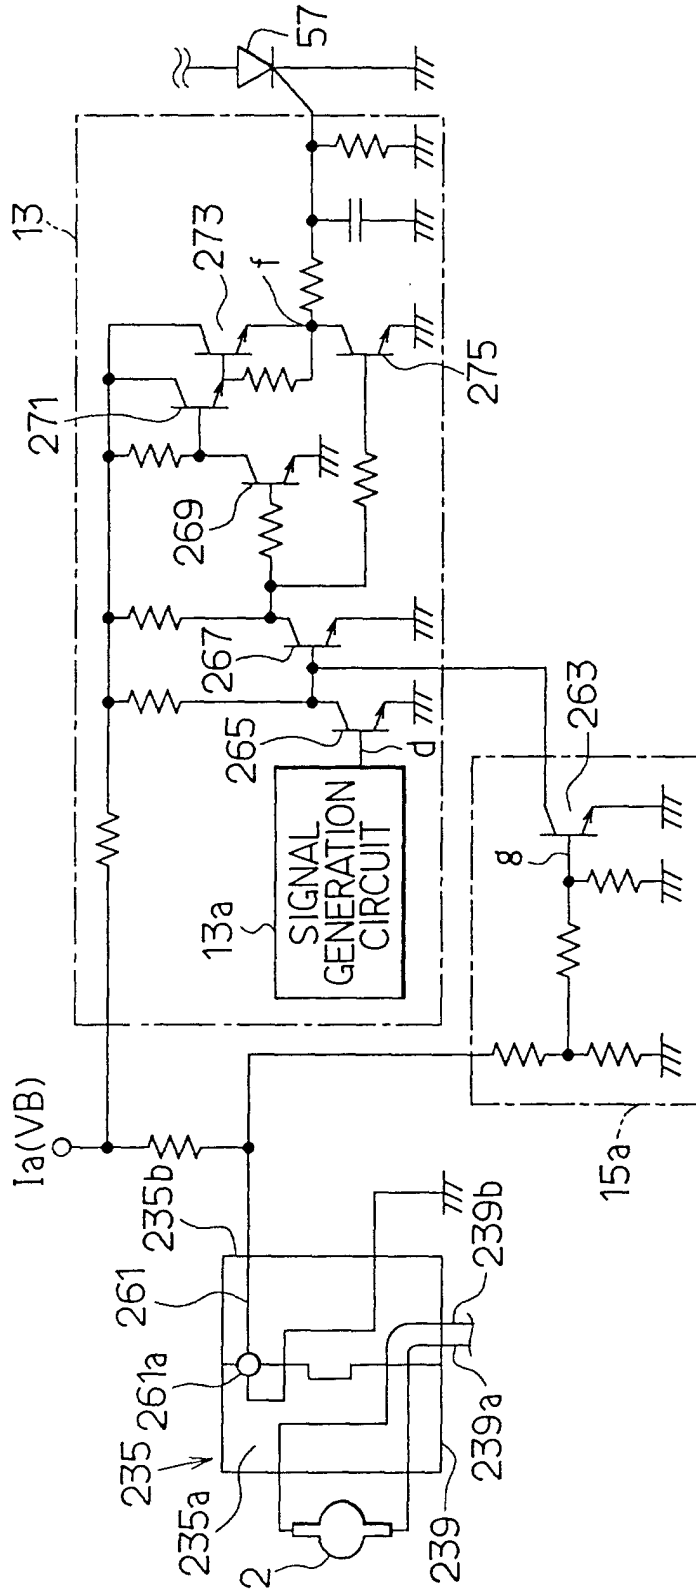 13
57
271
273
f
269
275
267
265
d
13a
SIGNAL
GENERATION
CIRCUIT
263
g
15a
Ia(VB)
235b
261
261a
235
235a
2
239
239a
239b